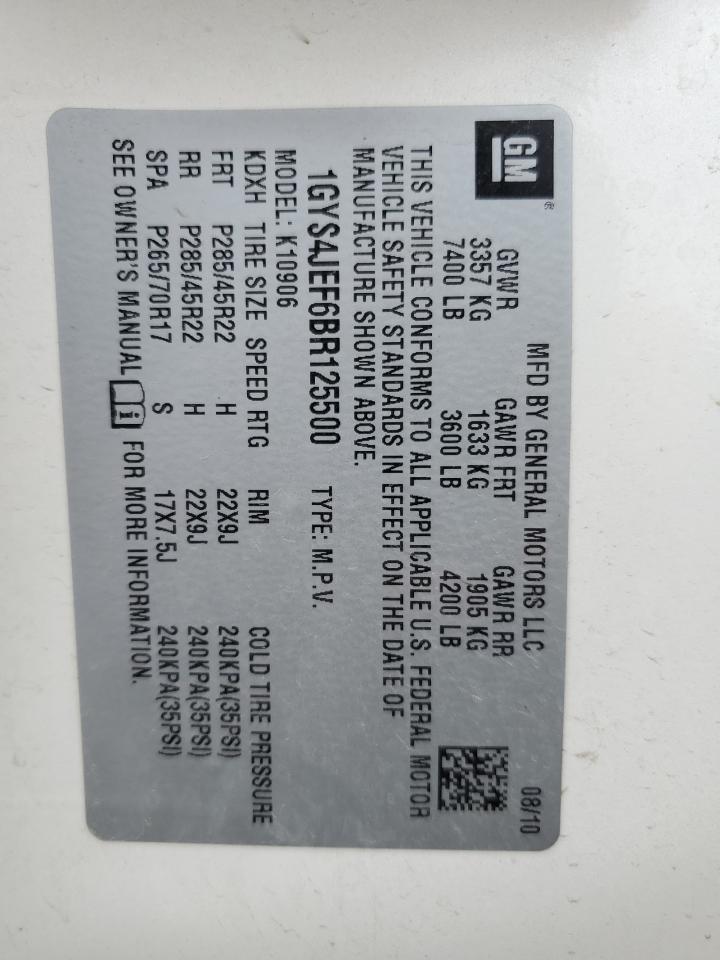 GM ®
MFD BY GENERAL MOTORS LLC 08/10
GVWR GAWR FRT GAWR RR
3357 KG 1633 KG 1905 KG
7400 LB 3600 LB 4200 LB
THIS VEHICLE CONFORMS TO ALL APPLICABLE U.S. FEDERAL MOTOR
VEHICLE SAFETY STANDARDS IN EFFECT ON THE DATE OF
MANUFACTURE SHOWN ABOVE.
1GYS4JEF6BR125500 TYPE: M.P.V.
MODEL: K10906
KDXH TIRE SIZE SPEED RTG RIM COLD TIRE PRESSURE
FRT P285/45R22 H 22X9J 240KPA(35PSI)
RR P285/45R22 H 22X9J 240KPA(35PSI)
SPA P265/70R17 S 17X7.5J 240KPA(35PSI)
SEE OWNER'S MANUAL i FOR MORE INFORMATION.